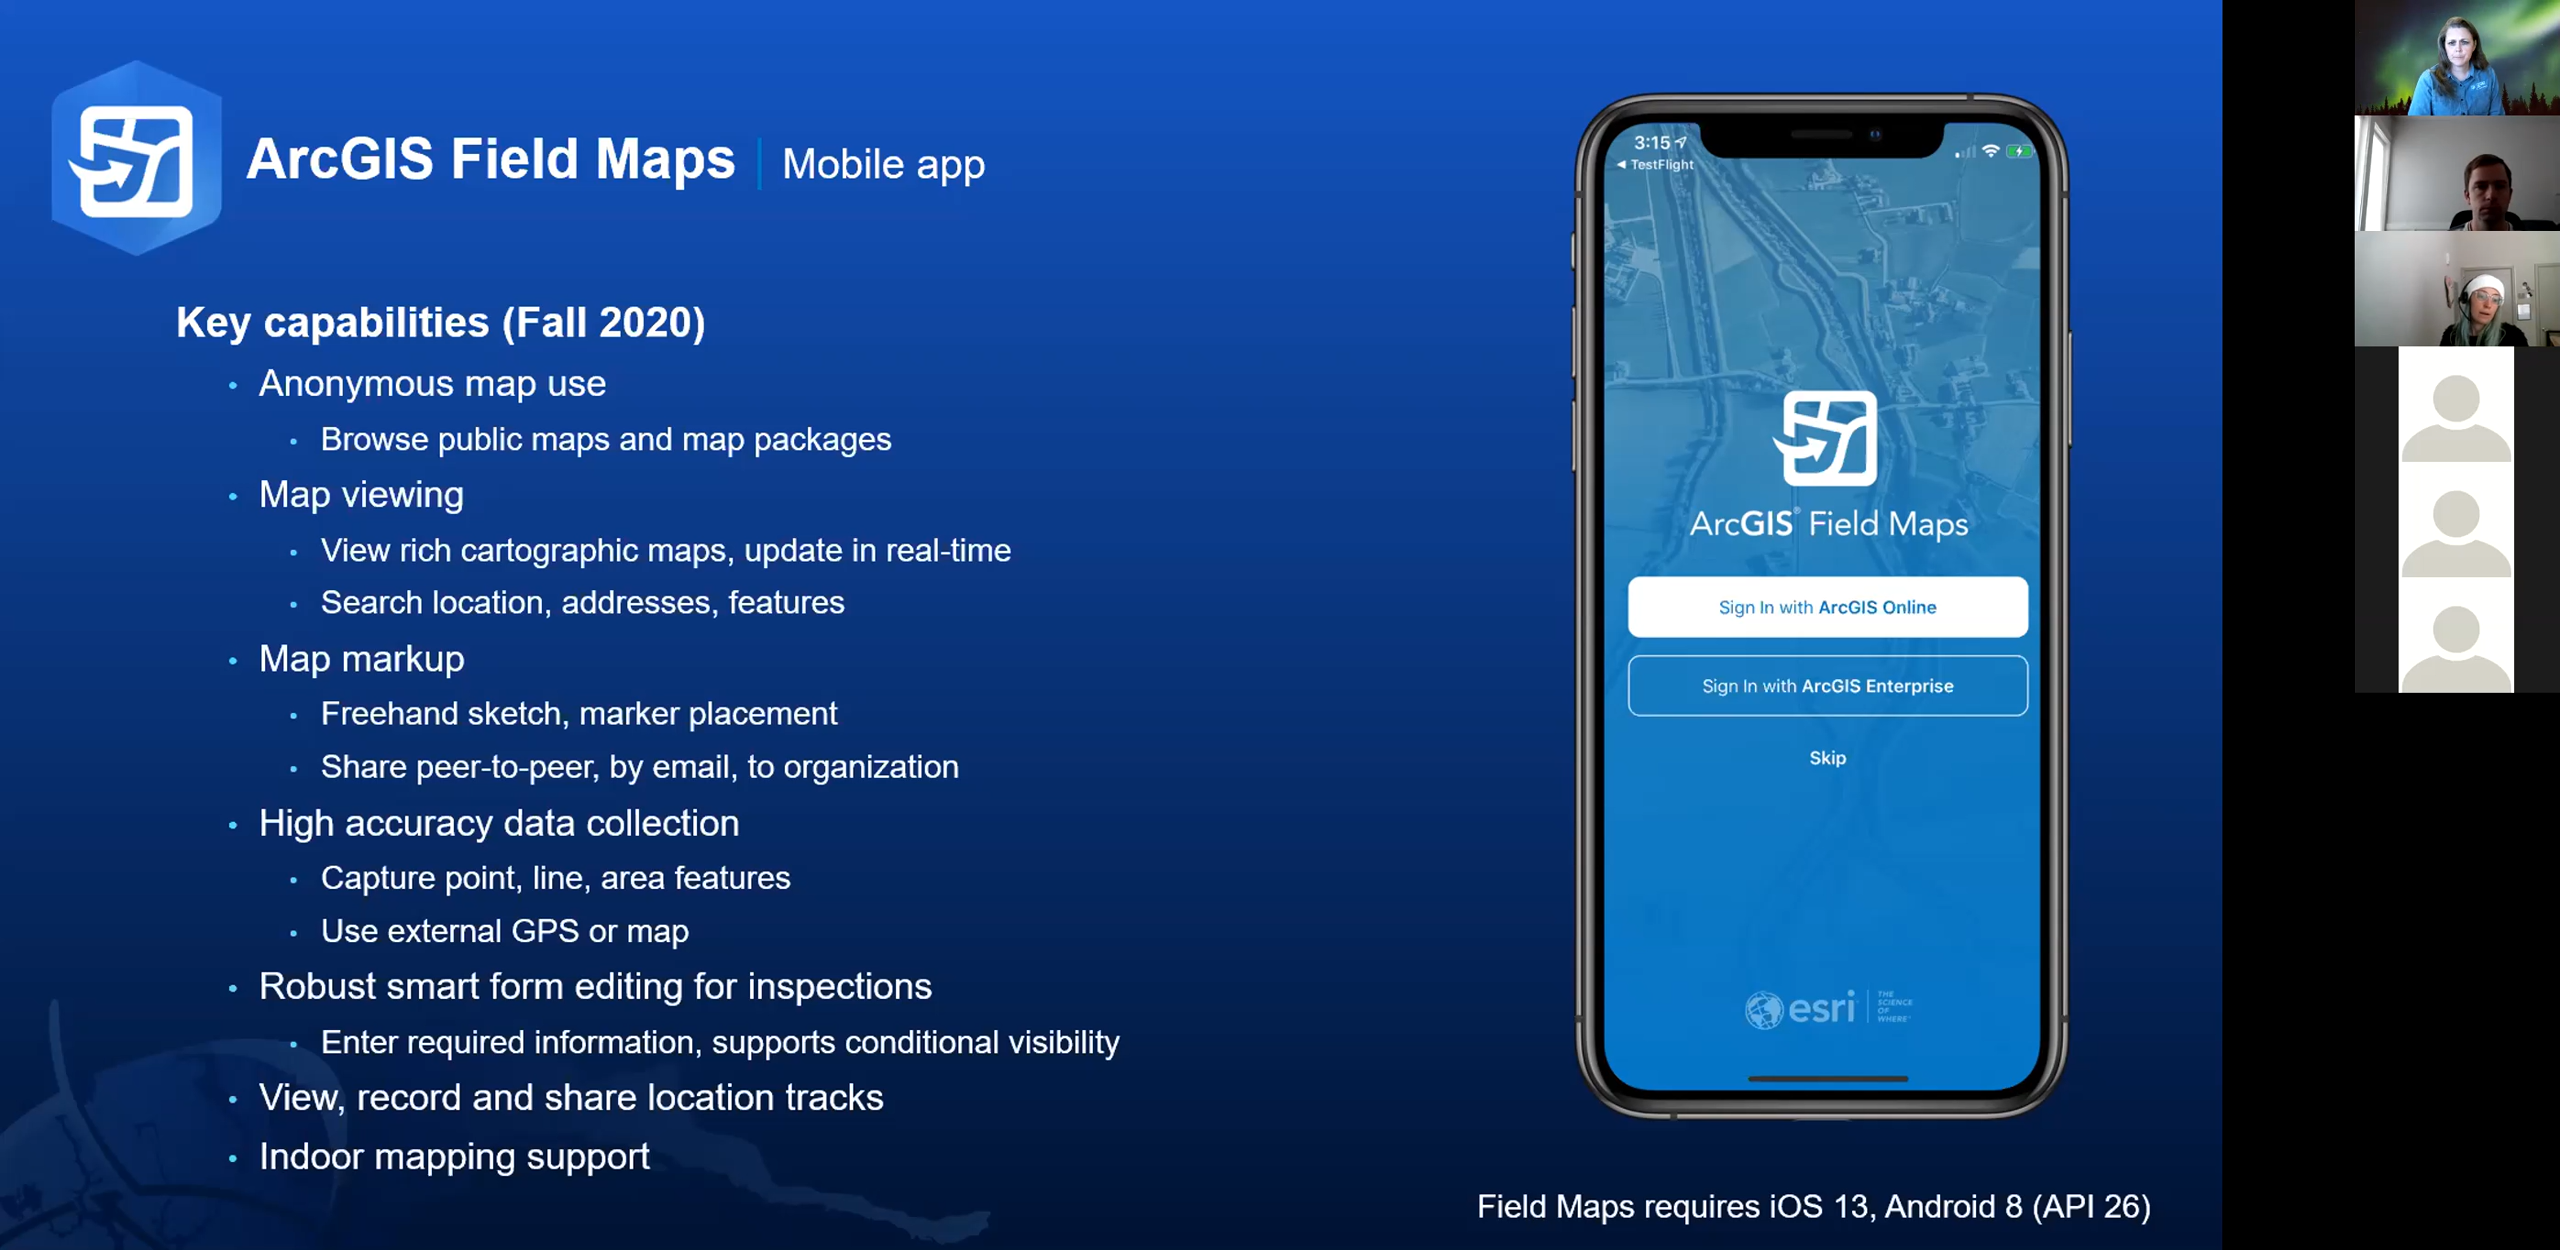 ArcGIS Field Maps | Mobile app
Key capabilities (Fall 2020)
• Anonymous map use
• Browse public maps and map packages
• Map viewing
• View rich cartographic maps, update in real-time
• Search location, addresses, features
• Map markup
• Freehand sketch, marker placement
• Share peer-to-peer, by email, to organization
• High accuracy data collection
• Capture point, line, area features
• Use external GPS or map
• Robust smart form editing for inspections
• Enter required information, supports conditional visibility
• View, record and share location tracks
• Indoor mapping support
3:15
◀ TestFlight
ArcGIS® Field Maps
Sign In with ArcGIS Online
Sign In with ArcGIS Enterprise
Skip
esri
THE
SCIENCE
OF
WHERE™
Field Maps requires iOS 13, Android 8 (API 26)